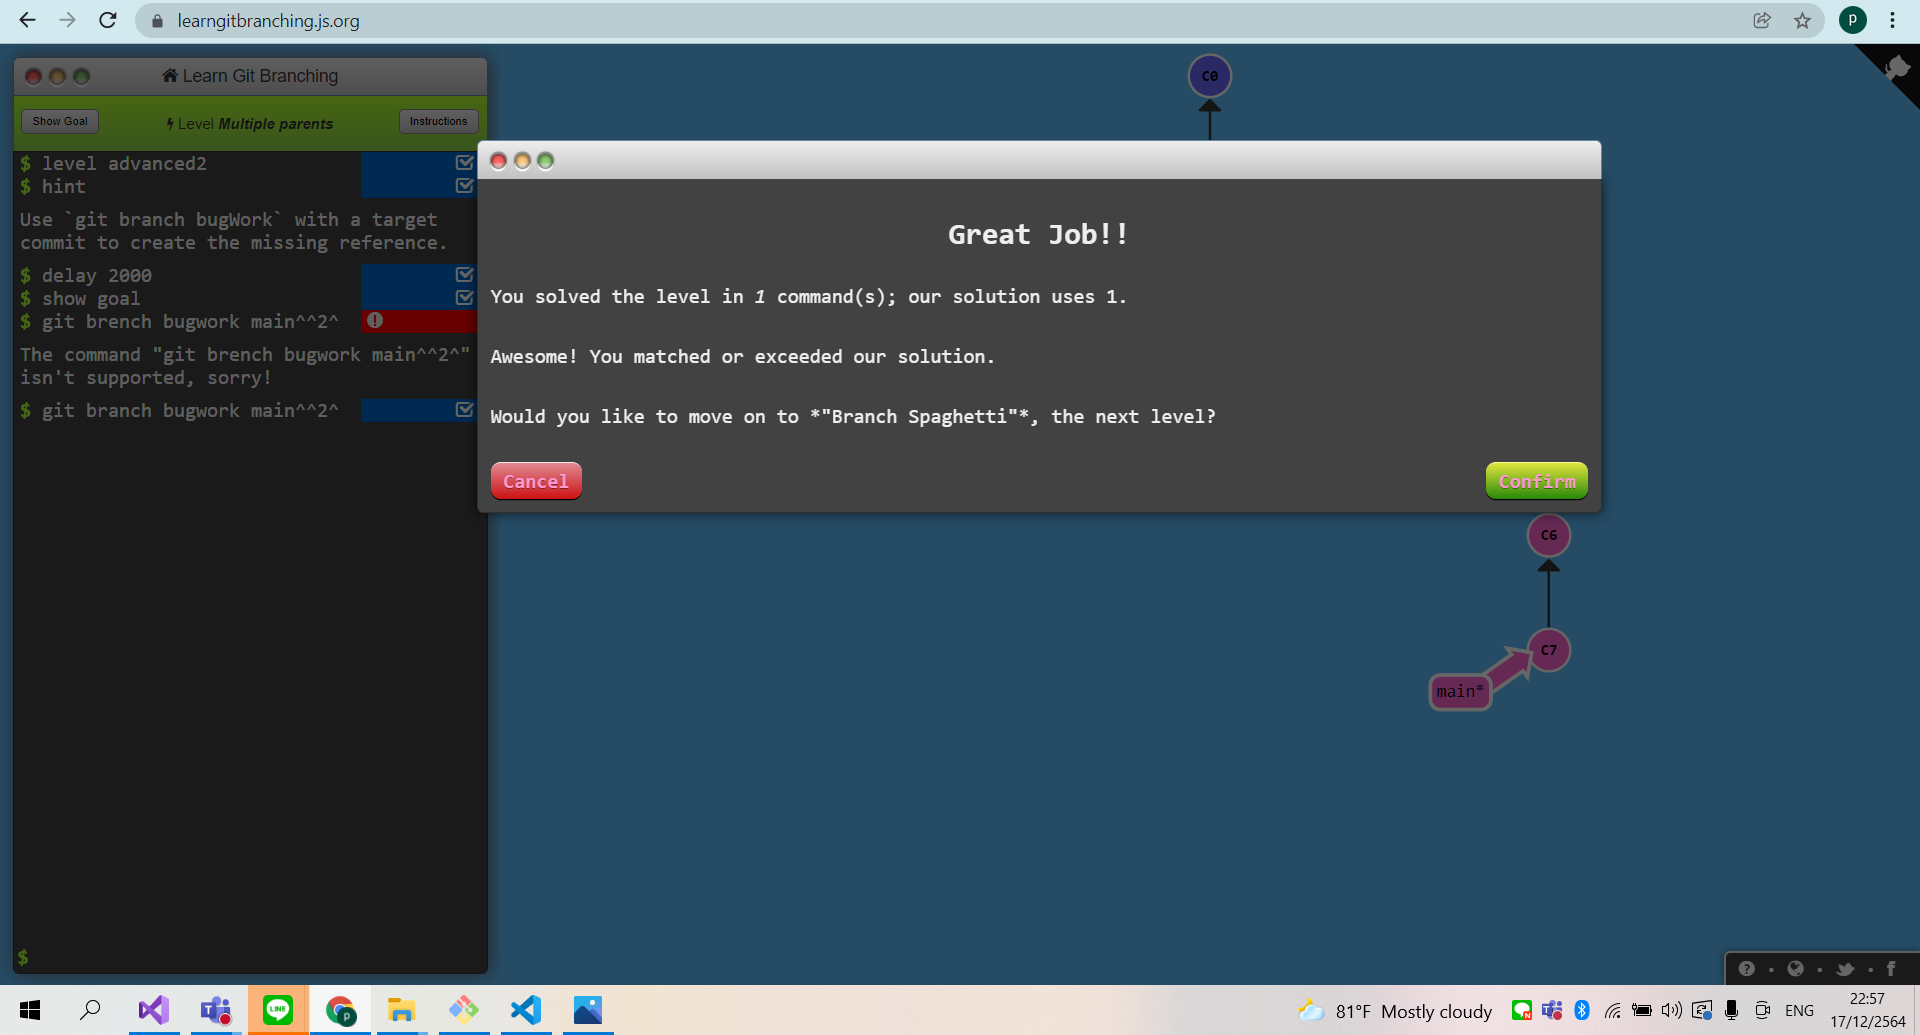 learngitbranching.js.org
p
Learn Git Branching
Show Goal
Level Multiple parents
Instructions
$ level advanced2
$ hint
Use `git branch bugWork` with a target
commit to create the missing reference.
$ delay 2000
$ show goal
$ git brench bugwork main^^2^
The command "git brench bugwork main^^2^"
isn't supported, sorry!
$ git branch bugwork main^^2^
$
C0
Great Job!!
You solved the level in 1 command(s); our solution uses 1.
Awesome! You matched or exceeded our solution.
Would you like to move on to *"Branch Spaghetti"*, the next level?
Cancel
Confirm
C6
C7
main*
LINE
p
81°F Mostly cloudy
ENG
22:57
17/12/2564